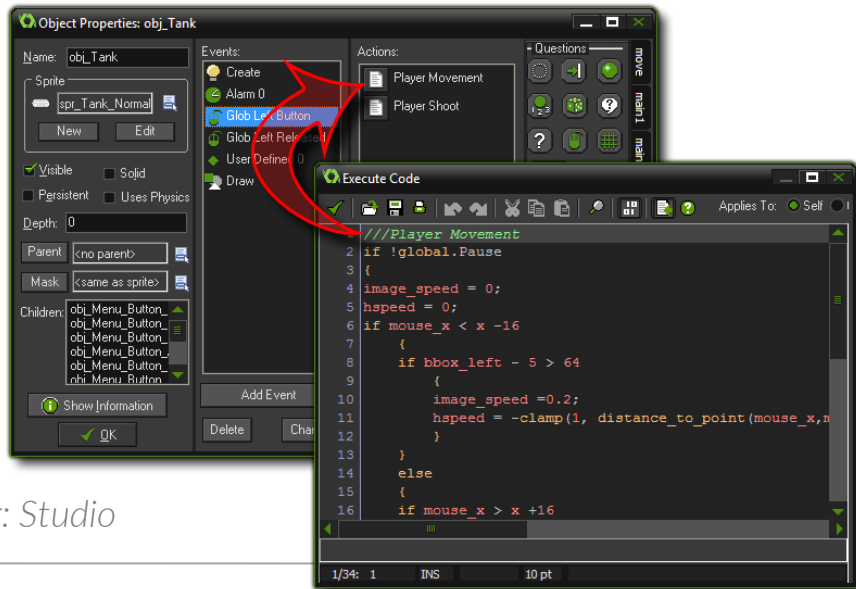 Object Properties: obj_Tank
Name: obj_Tank
Sprite
spr_Tank_Normal
New Edit
Visible Solid
Persistent Uses Physics
Depth: 0
Parent <no parent>
Mask <same as sprite>
Children: obj_Menu_Button_
obj_Menu_Button_
obj_Menu_Button_
obj_Menu_Button_
obj_Menu_Button_
obj_Menu_Button
Show Information
OK
Events:
Create
Alarm 0
Glob Left Button
Glob Left Released
User Defined 0
Draw
Add Event
Delete Chan
Actions:
Player Movement
Player Shoot
Questions
move
main1
main
Execute Code
Applies To: Self
1 ///Player Movement
2 if !global.Pause
3 {
4 image_speed = 0;
5 hspeed = 0;
6 if mouse_x < x -16
7 {
8 if bbox_left - 5 > 64
9 {
10 image_speed =0.2;
11 hspeed = -clamp(1, distance_to_point(mouse_x,m
12 }
13 }
14 else
15 {
16 if mouse_x > x +16
1/34: 1 INS 10 pt
: Studio